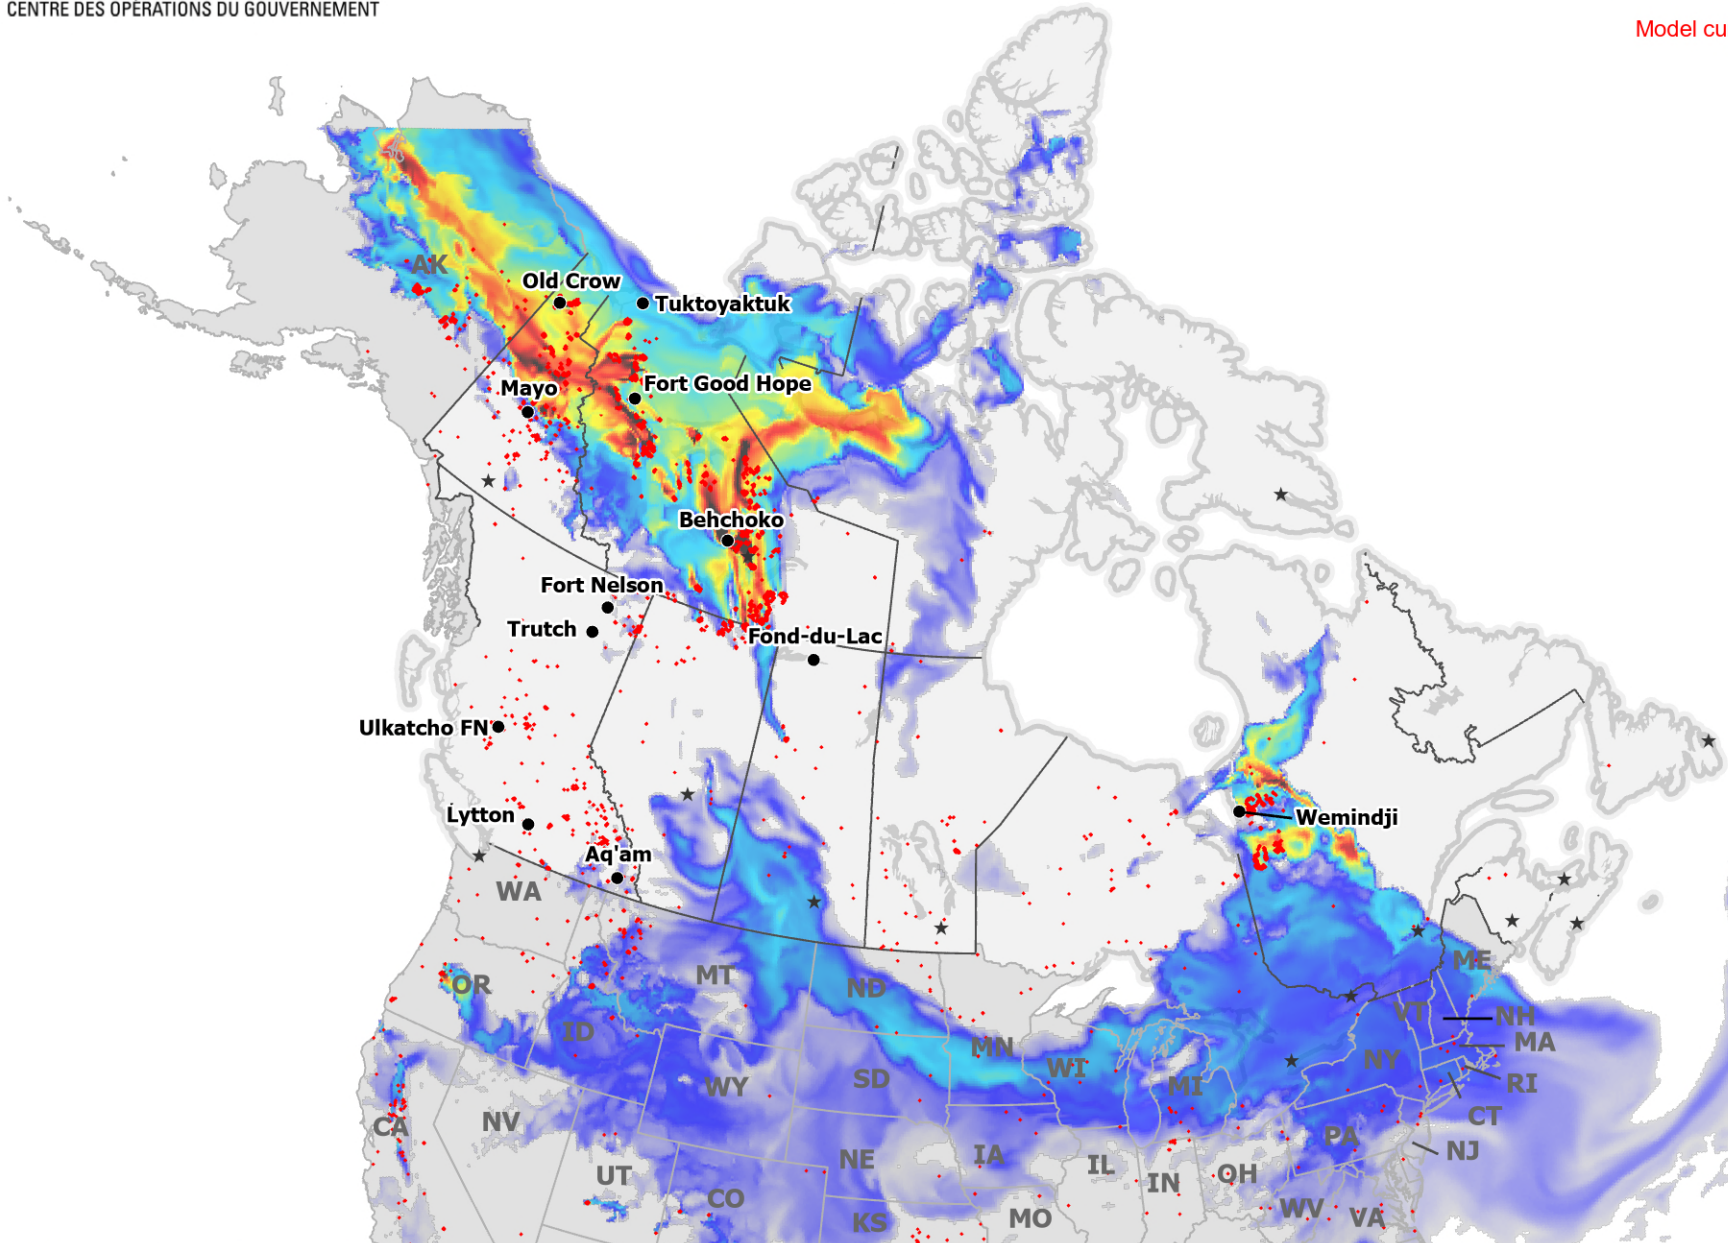 CENTRE DES OPÉRATIONS DU GOUVERNEMENT
Model cu
AK
Old Crow
Tuktoyaktuk
Mayo
Fort Good Hope
Behchoko
Fort Nelson
Trutch
Fond-du-Lac
Ulkatcho FN
Lytton
Wemindji
Aq'am
WA
OR
MT
ND
ME
ID
MN
VT
NH
MA
WY
SD
WI
MI
NY
RI
CT
CA
NV
UT
NE
IA
IL
IN
OH
PA
NJ
CO
KS
MO
WV
VA